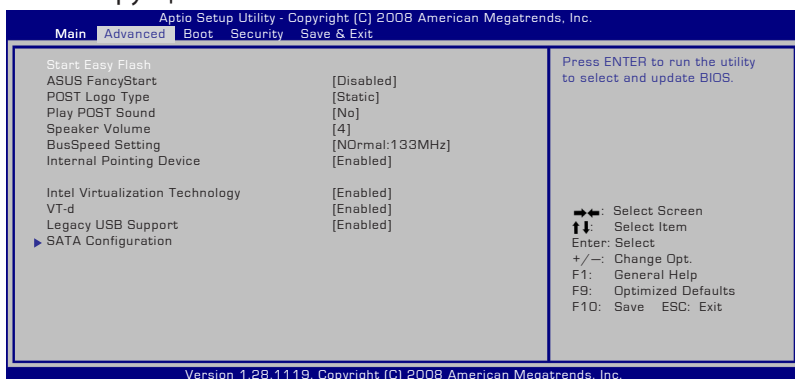 Aptio Setup Utility - Copyright (C) 2008 American Megatrends, Inc.
Main Advanced Boot Security Save & Exit
Start Easy Flash
ASUS FancyStart [Disabled]
POST Logo Type [Static]
Play POST Sound [No]
Speaker Volume [4]
BusSpeed Setting [NOrmal:133MHz]
Internal Pointing Device [Enabled]
Intel Virtualization Technology [Enabled]
VT-d [Enabled]
Legacy USB Support [Enabled]
SATA Configuration
Press ENTER to run the utility
to select and update BIOS.
→←: Select Screen
↑↓: Select Item
Enter: Select
+/–: Change Opt.
F1: General Help
F9: Optimized Defaults
F10: Save ESC: Exit
Version 1.28.1119. Copyright (C) 2008 American Megatrends, Inc.